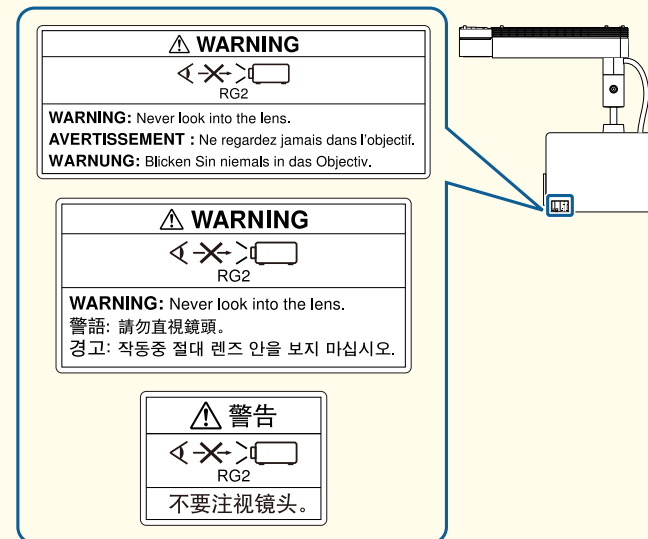 ⚠ WARNING
RG2
WARNING: Never look into the lens.
AVERTISSEMENT : Ne regardez jamais dans l'objectif.
WARNUNG: Blicken Sin niemals in das Objectiv.
⚠ WARNING
RG2
WARNING: Never look into the lens.
警語: 請勿直視鏡頭。
경고: 작동중 절대 렌즈 안을 보지 마십시오.
⚠ 警告
RG2
不要注视镜头。